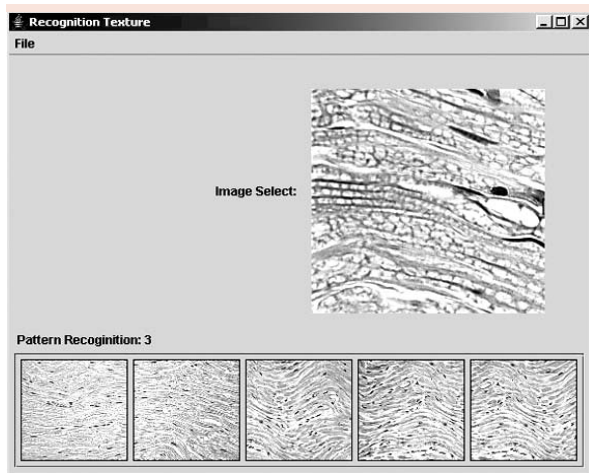 Recognition Texture
File
Image Select:
Pattern Recoginition: 3